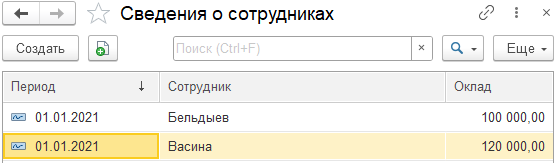 Сведения о сотрудниках
Создать Поиск (Ctrl+F) × Еще
Период ↓ Сотрудник Оклад
01.01.2021 Бельдыев 100 000,00
01.01.2021 Васина 120 000,00